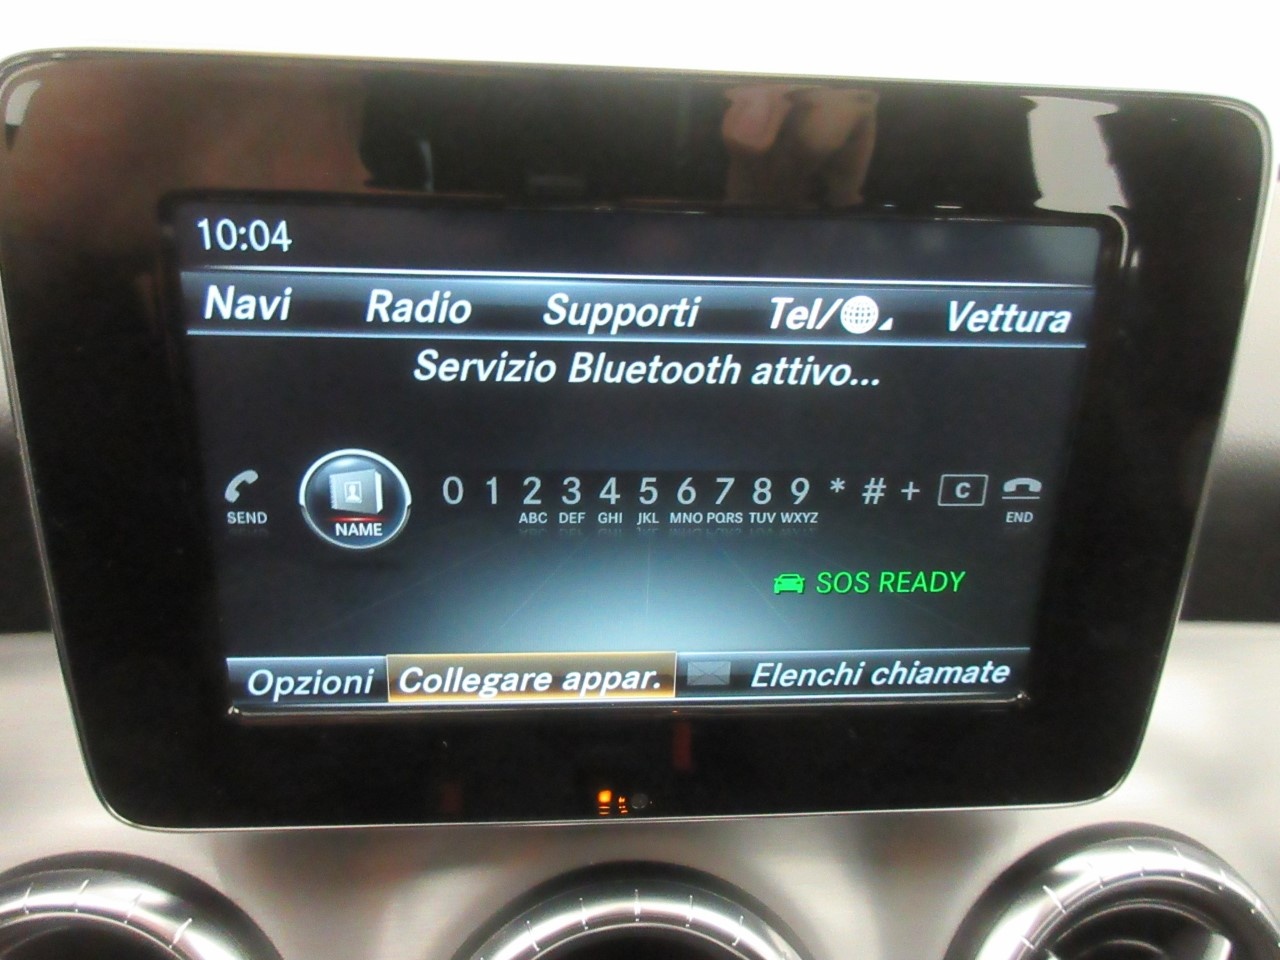 10:04
Navi Radio Supporti Tel/ Vettura
Servizio Bluetooth attivo...
0 1 2 3 4 5 6 7 8 9 * # + C
SEND NAME ABC DEF GHI JKL MNO PQRS TUV WXYZ END
SOS READY
Opzioni Collegare appar. Elenchi chiamate